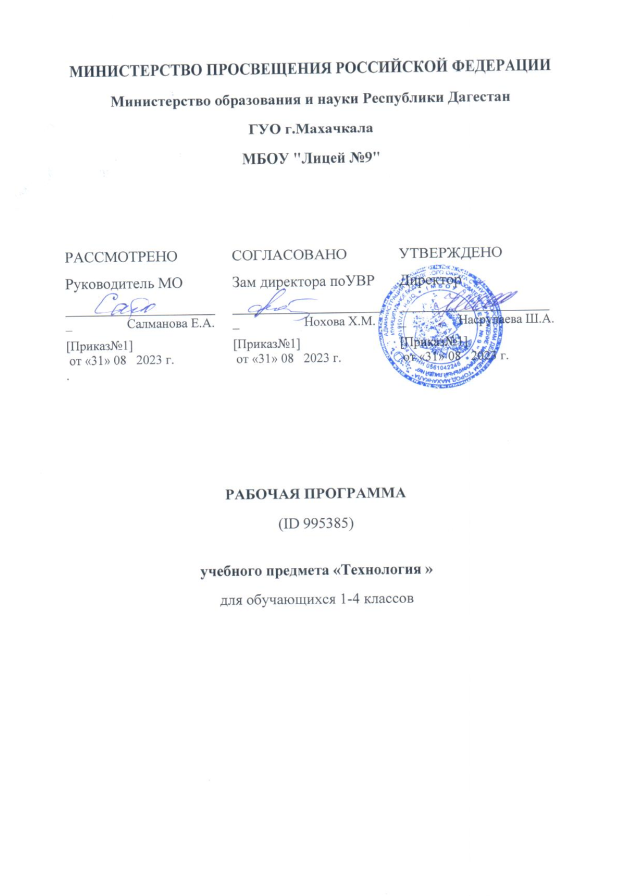 МИНИСТЕРСТВО ПРОСВЕЩЕНИЯ РОССИЙСКОЙ ФЕДЕРАЦИИ
Министерство образования и науки Республики Дагестан
ГУО г.Махачкала
МБОУ "Лицей №9"
РАССМОТРЕНО
Руководитель МО
_ Салманова Е.А.
[Приказ№1]
от «31» 08 2023 г.
.
СОГЛАСОВАНО
Зам директора поУВР
_ Нохова Х.М.
[Приказ№1]
от «31» 08 2023 г.
УТВЕРЖДЕНО
Директор
Ш.А.
[Приказ№1]
от «31» 08 2023 г.
РАБОЧАЯ ПРОГРАММА
(ID 995385)
учебного предмета «Технология »
для обучающихся 1-4 классов